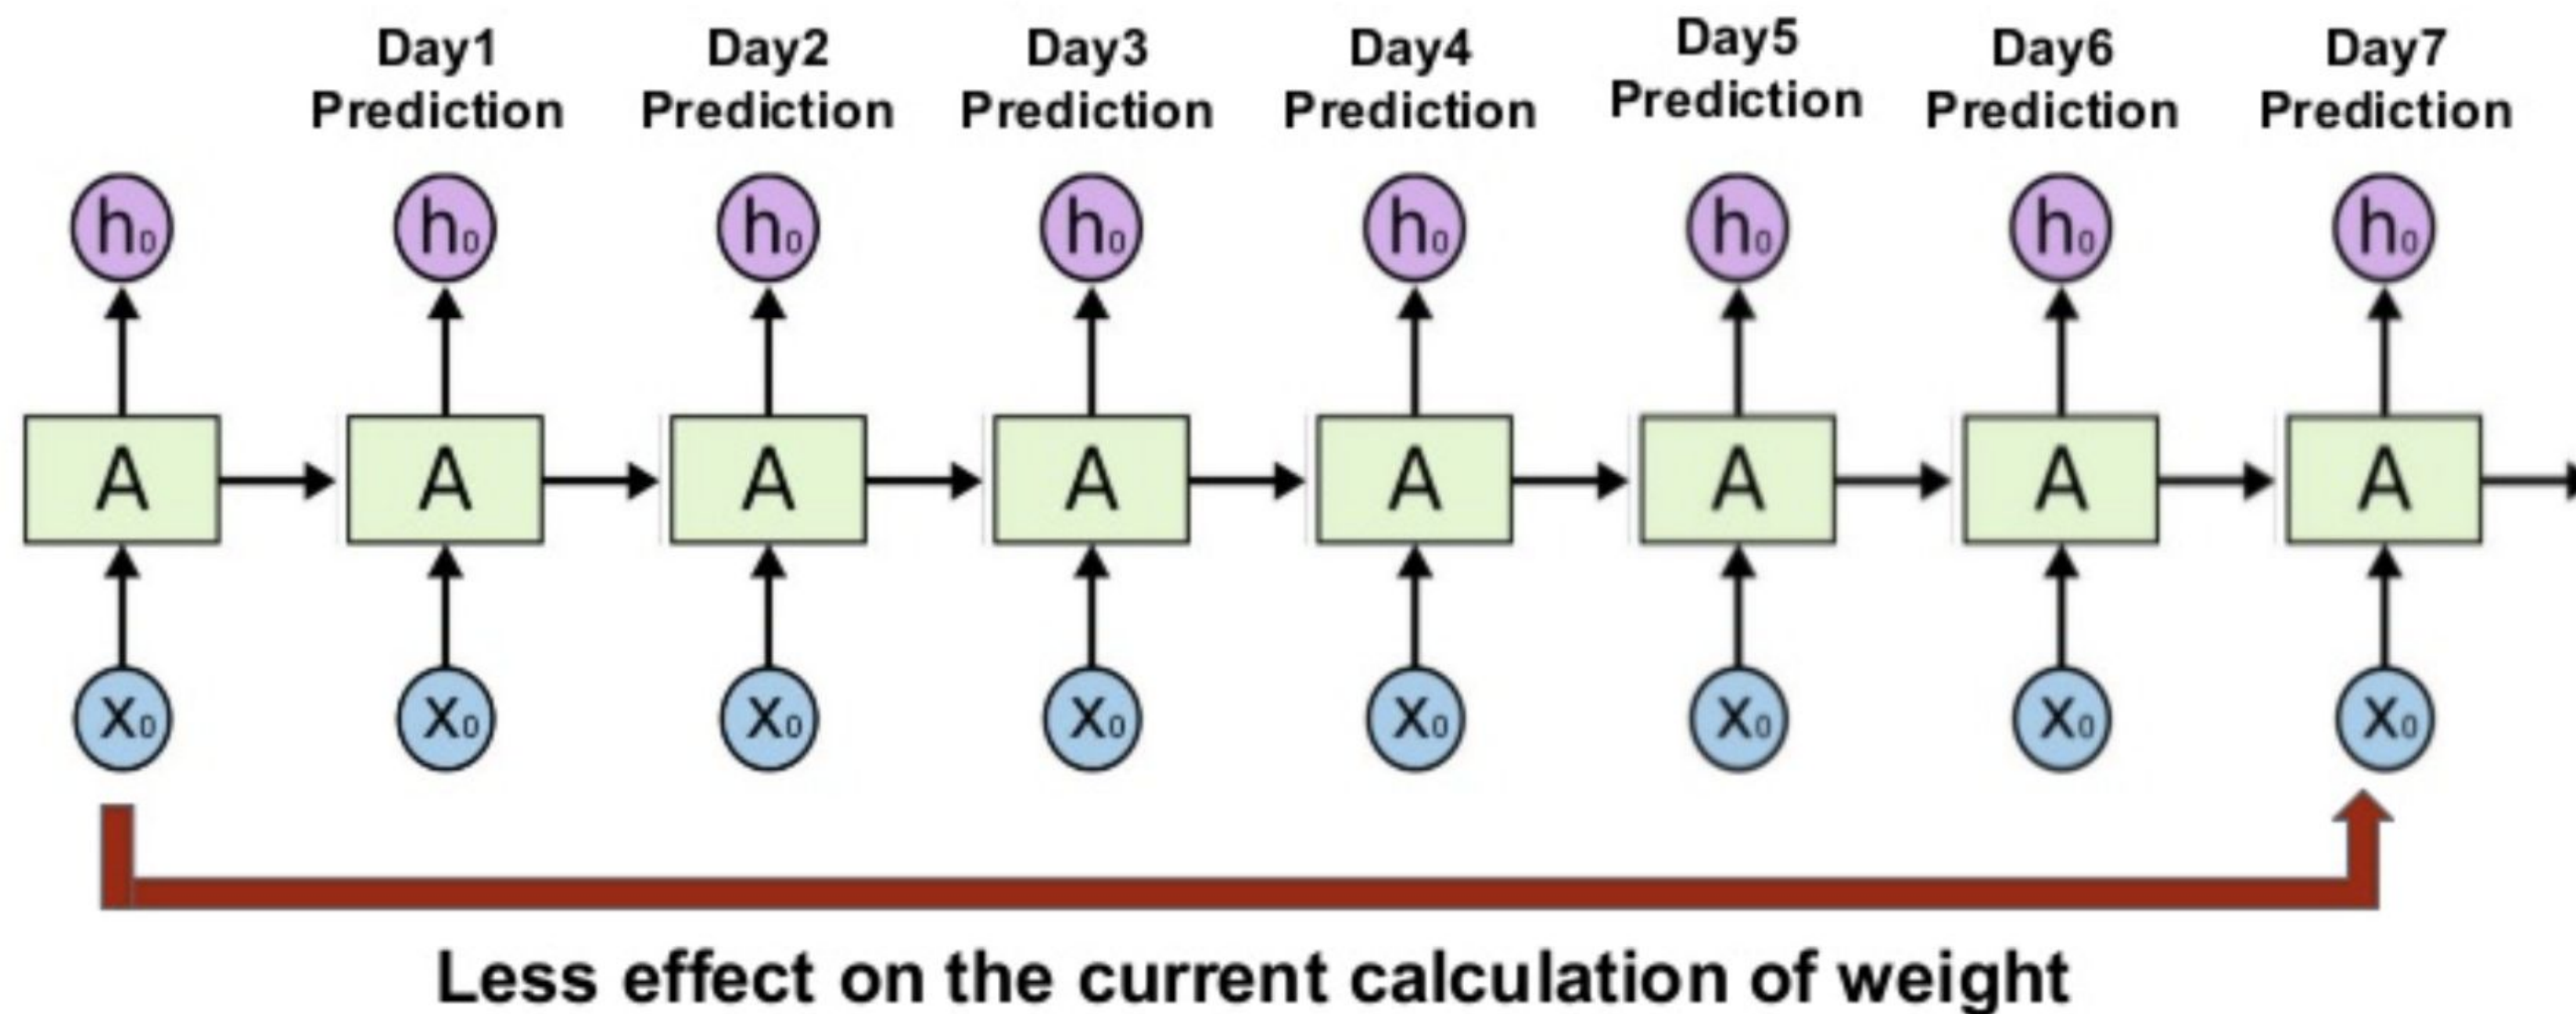 Day1 Day2 Day3 Day4 Day5 Day6 Day7
Prediction Prediction Prediction Prediction Prediction Prediction Prediction
h₀ h₀ h₀ h₀ h₀ h₀ h₀ h₀
A A A A A A A A
X₀ X₀ X₀ X₀ X₀ X₀ X₀ X₀
Less effect on the current calculation of weight